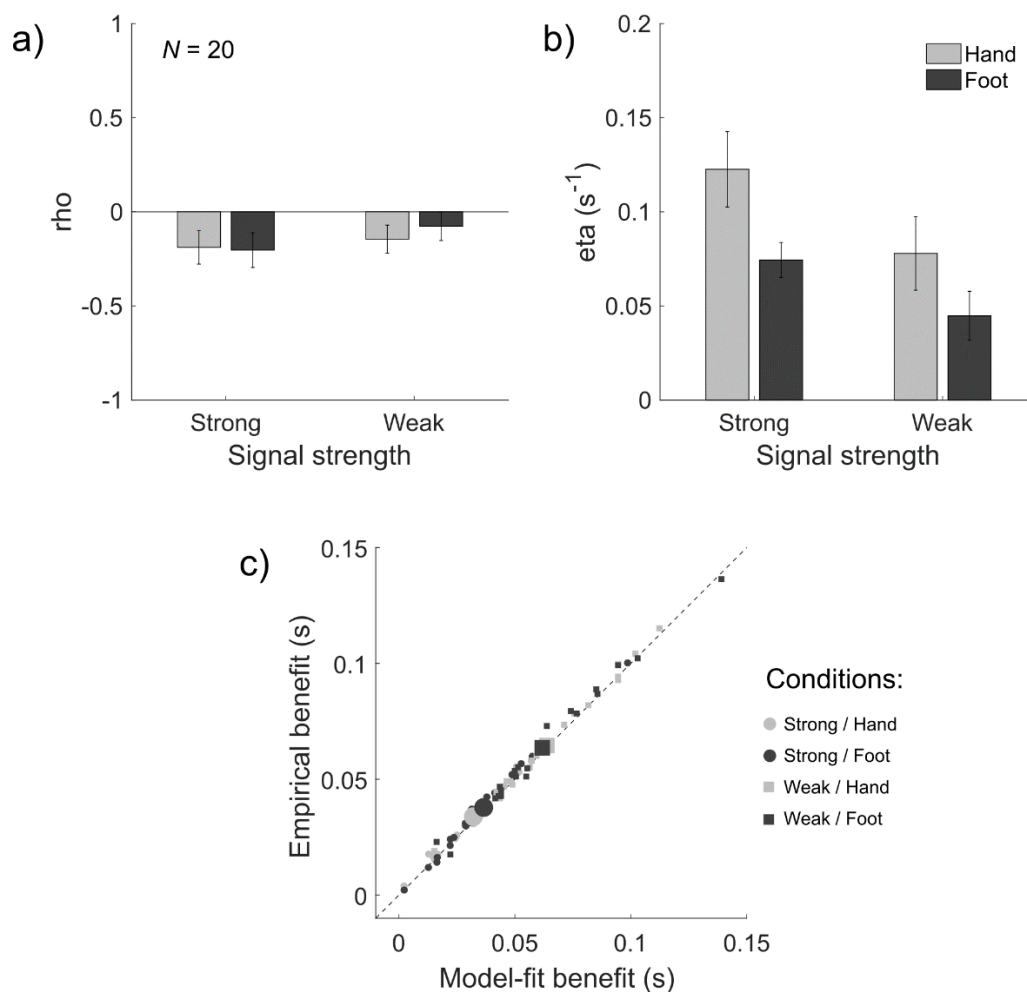 a)
N = 20
1
0.5
0
-0.5
-1
rho
Strong
Weak
Signal strength
b)
Hand
Foot
0.2
0.15
0.1
0.05
0
eta (s⁻¹)
Strong
Weak
Signal strength
c)
0.15
0.1
0.05
0
Empirical benefit (s)
0
0.05
0.1
0.15
Model-fit benefit (s)
Conditions:
Strong / Hand
Strong / Foot
Weak / Hand
Weak / Foot